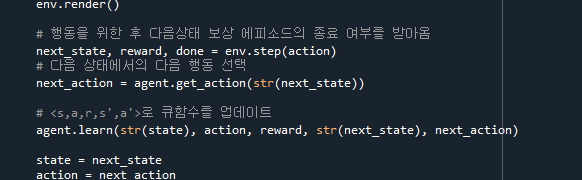 env.render()
# 행동을 위한 후 다음상태 보상 에피소드의 종료 여부를 받아옴
next_state, reward, done = env.step(action)
# 다음 상태에서의 다음 행동 선택
next_action = agent.get_action(str(next_state))
# <s,a,r,s',a'>로 큐함수를 업데이트
agent.learn(str(state), action, reward, str(next_state), next_action)
state = next_state
action = next_action